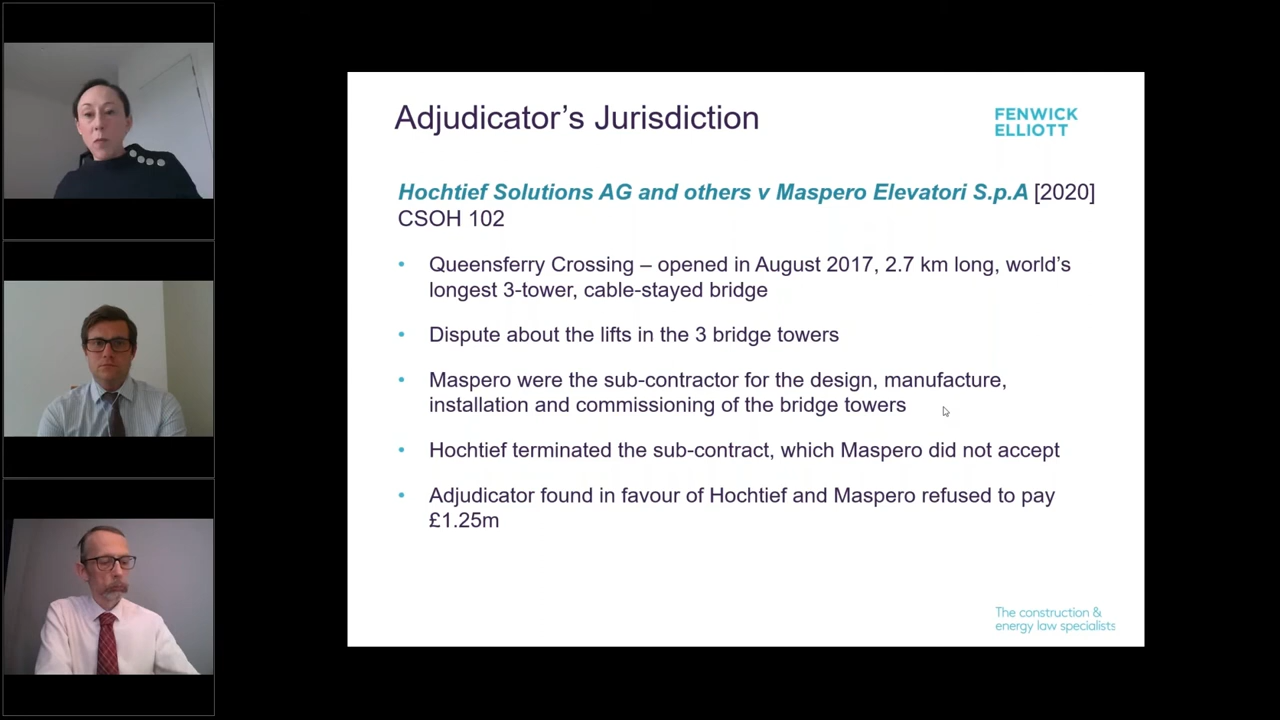 Adjudicator's Jurisdiction
FENWICK
ELLIOTT
Hochtief Solutions AG and others v Maspero Elevatori S.p.A [2020]
CSOH 102
• Queensferry Crossing – opened in August 2017, 2.7 km long, world's
longest 3-tower, cable-stayed bridge
• Dispute about the lifts in the 3 bridge towers
• Maspero were the sub-contractor for the design, manufacture,
installation and commissioning of the bridge towers
• Hochtief terminated the sub-contract, which Maspero did not accept
• Adjudicator found in favour of Hochtief and Maspero refused to pay
£1.25m
The construction &
energy law specialists